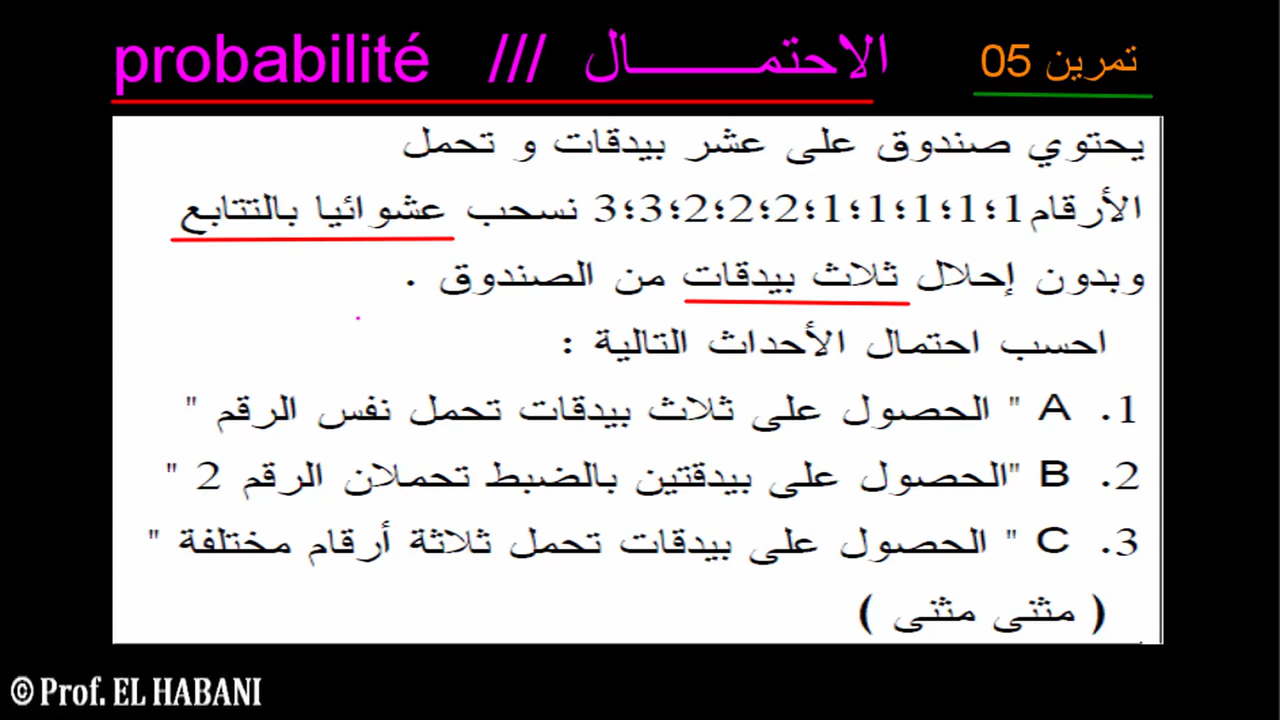 probabilité /// الاحتمــــــال
تمرين 05
يحتوي صندوق على عشر بيدقات و تحمل
الأرقام1؛1؛1؛1؛1؛2؛2؛2؛3؛3 نسحب عشوائيا بالتتابع
وبدون إحلال ثلاث بيدقات من الصندوق .
احسب احتمال الأحداث التالية :
1. A " الحصول على ثلاث بيدقات تحمل نفس الرقم "
2. B "الحصول على بيدقتين بالضبط تحملان الرقم 2 "
3. C " الحصول على بيدقات تحمل ثلاثة أرقام مختلفة "
( مثنى مثنى )
© Prof. EL HABANI